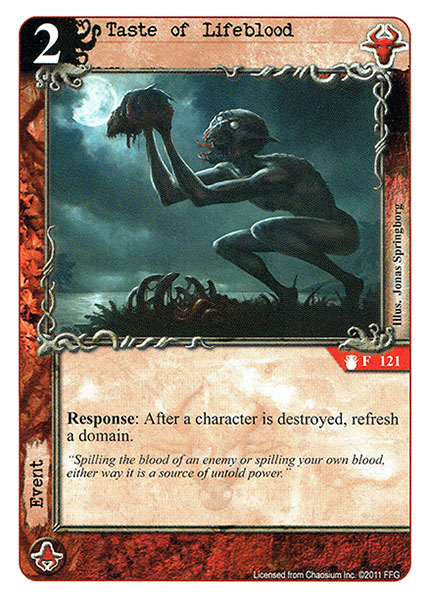 2
Taste of Lifeblood
Illus. Jonas Springborg
F 121
Response: After a character is destroyed, refresh
a domain.
“Spilling the blood of an enemy or spilling your own blood,
either way it is a source of untold power.”
Event
Licensed from Chaosium Inc. ©2011 FFG